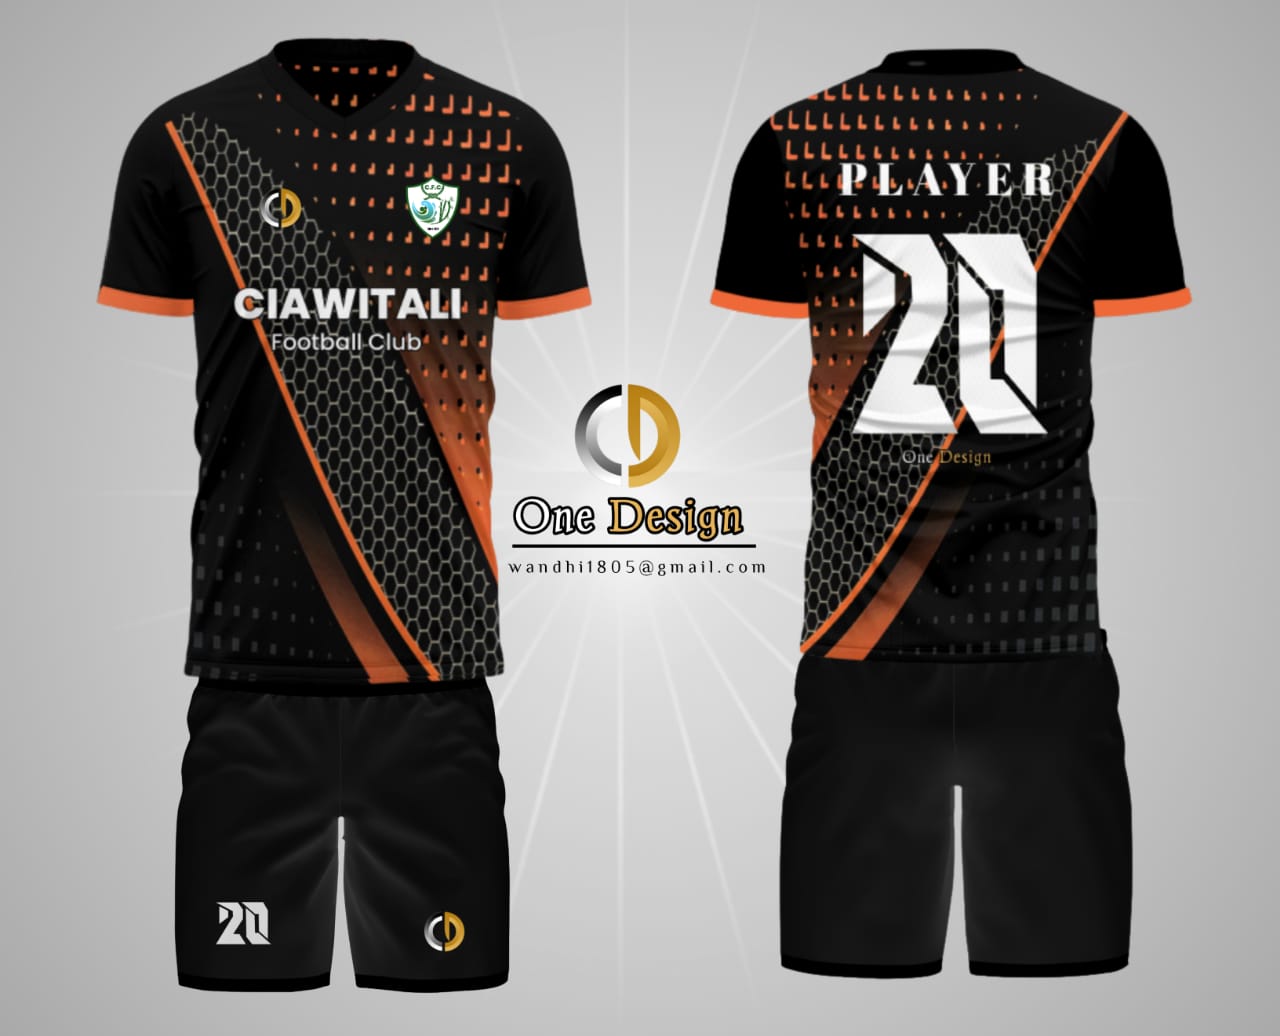 C.F.C
CIAWITALI
Football Club
20
One Design
wandhi1805@gmail.com
PLAYER
20
One Design